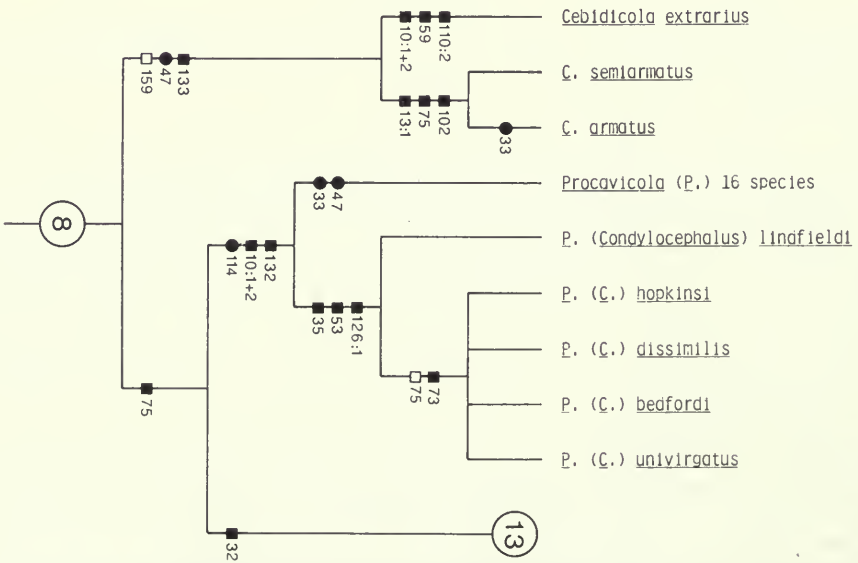 Cebidicola extrarius
10:1+2
59
110:2
159
47
133
C. semiarmatus
13:1
75
102
C. armatus
33
Procavicola (P.) 16 species
33
47
8
114
10:1+2
132
P. (Condylocephalus) lindfieldi
35
53
126:1
P. (C.) hopkinsi
P. (C.) dissimilis
75
75
73
P. (C.) bedfordi
P. (C.) univirgatus
32
13